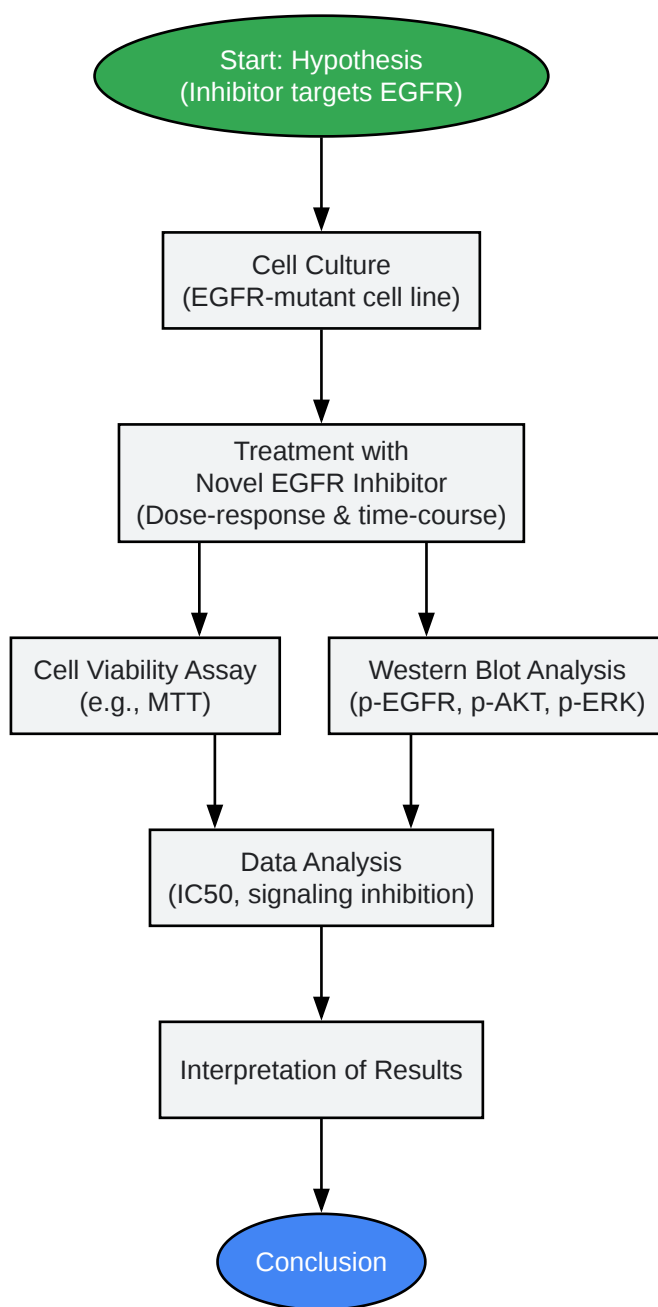 Start: Hypothesis
(Inhibitor targets EGFR)
Cell Culture
(EGFR-mutant cell line)
Treatment with
Novel EGFR Inhibitor
(Dose-response & time-course)
Cell Viability Assay
(e.g., MTT)
Western Blot Analysis
(p-EGFR, p-AKT, p-ERK)
Data Analysis
(IC50, signaling inhibition)
Interpretation of Results
Conclusion